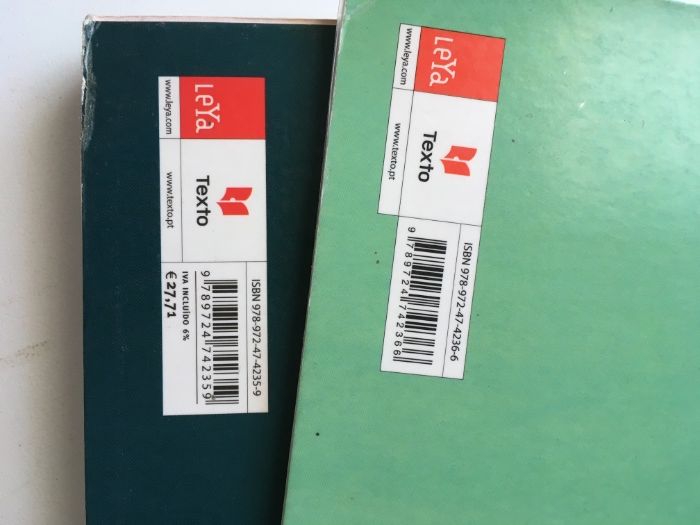 LeYa
www.leya.com
Texto
www.texto.pt
ISBN 978-972-47-4235-9
9 789724 742359
IVA INCLUÍDO 6%
€ 27,71
LeYa
www.leya.com
Texto
www.texto.pt
ISBN 978-972-47-4236-6
9 789724 742366